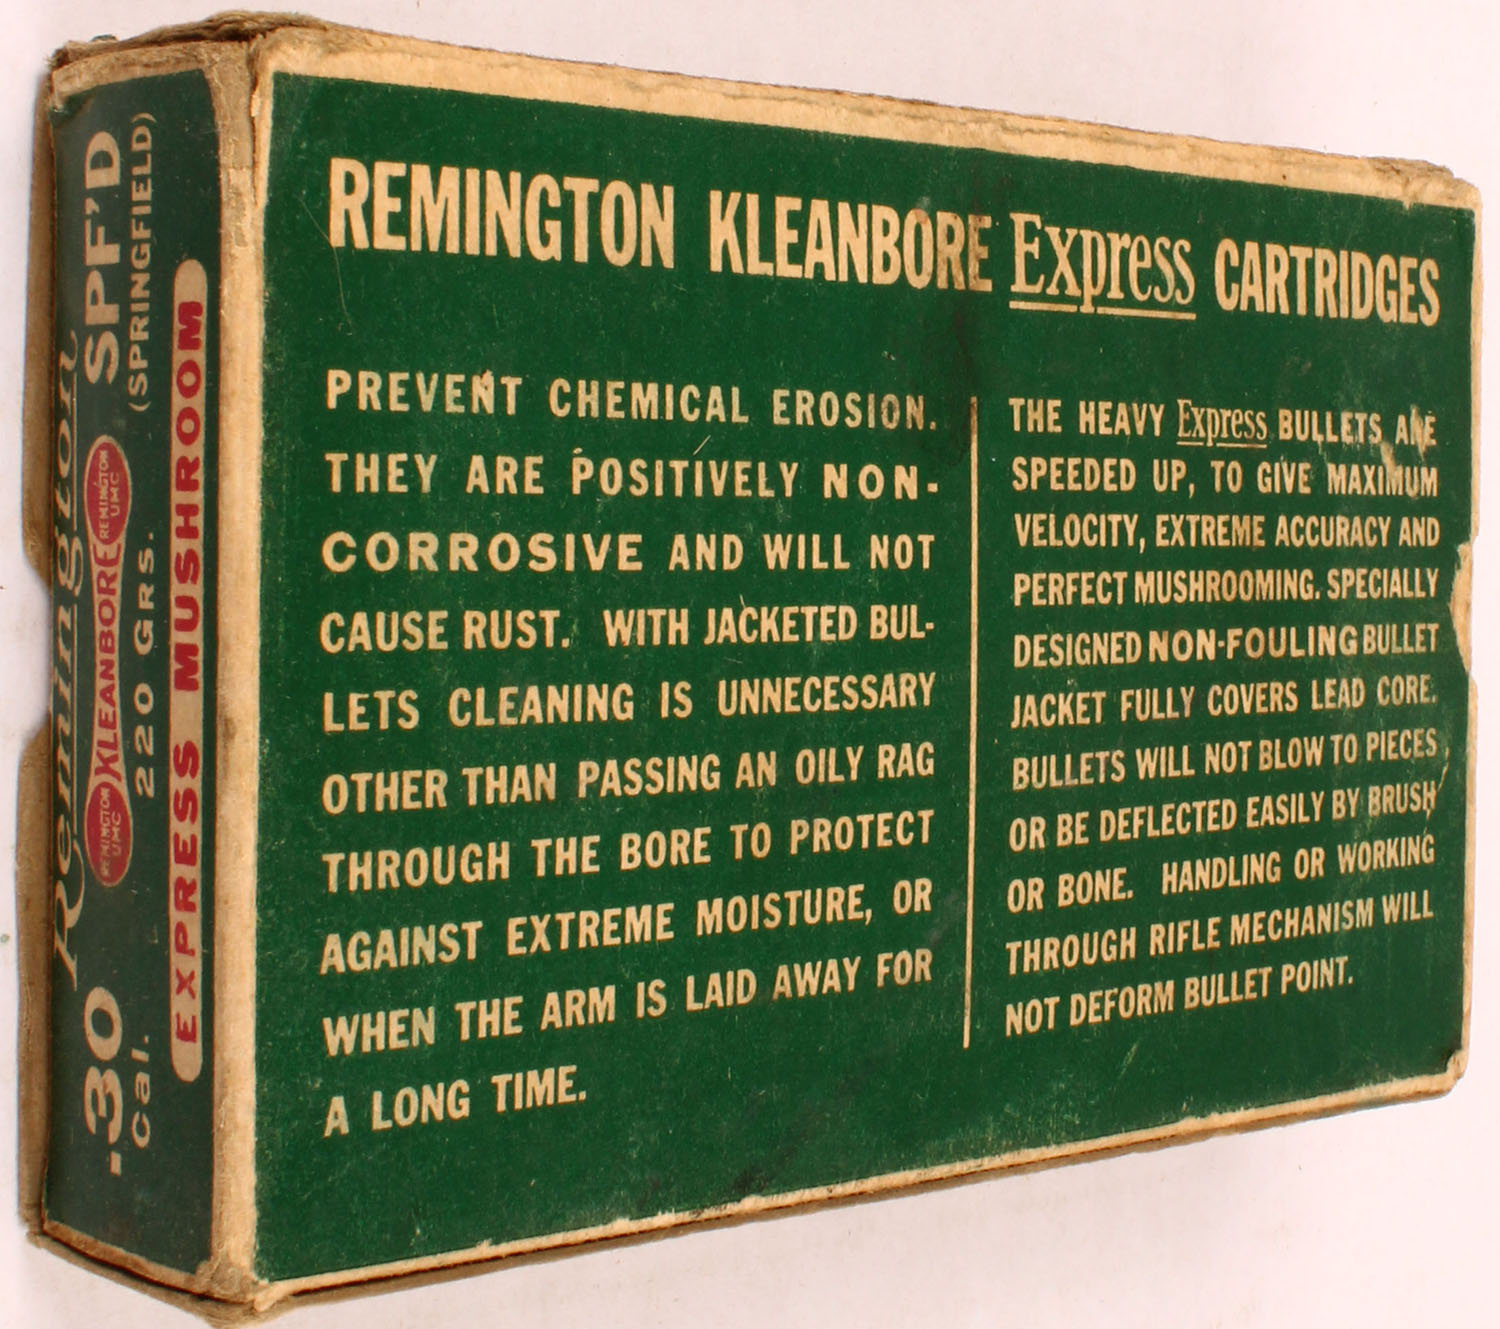 REMINGTON KLEANBORE Express CARTRIDGES
PREVENT CHEMICAL EROSION.
THEY ARE POSITIVELY NON-
CORROSIVE AND WILL NOT
CAUSE RUST. WITH JACKETED BUL-
LETS CLEANING IS UNNECESSARY
OTHER THAN PASSING AN OILY RAG
THROUGH THE BORE TO PROTECT
AGAINST EXTREME MOISTURE, OR
WHEN THE ARM IS LAID AWAY FOR
A LONG TIME.
THE HEAVY Express BULLETS ARE
SPEEDED UP, TO GIVE MAXIMUM
VELOCITY, EXTREME ACCURACY AND
PERFECT MUSHROOMING. SPECIALLY
DESIGNED NON-FOULING BULLET
JACKET FULLY COVERS LEAD CORE.
BULLETS WILL NOT BLOW TO PIECES
OR BE DEFLECTED EASILY BY BRUSH
OR BONE. HANDLING OR WORKING
THROUGH RIFLE MECHANISM WILL
NOT DEFORM BULLET POINT.
Remington
.30 SPF'D
Cal. 220 Grs. (SPRINGFIELD)
REMINGTON
UMC
KLEANBORE
REMINGTON
UMC
EXPRESS MUSHROOM